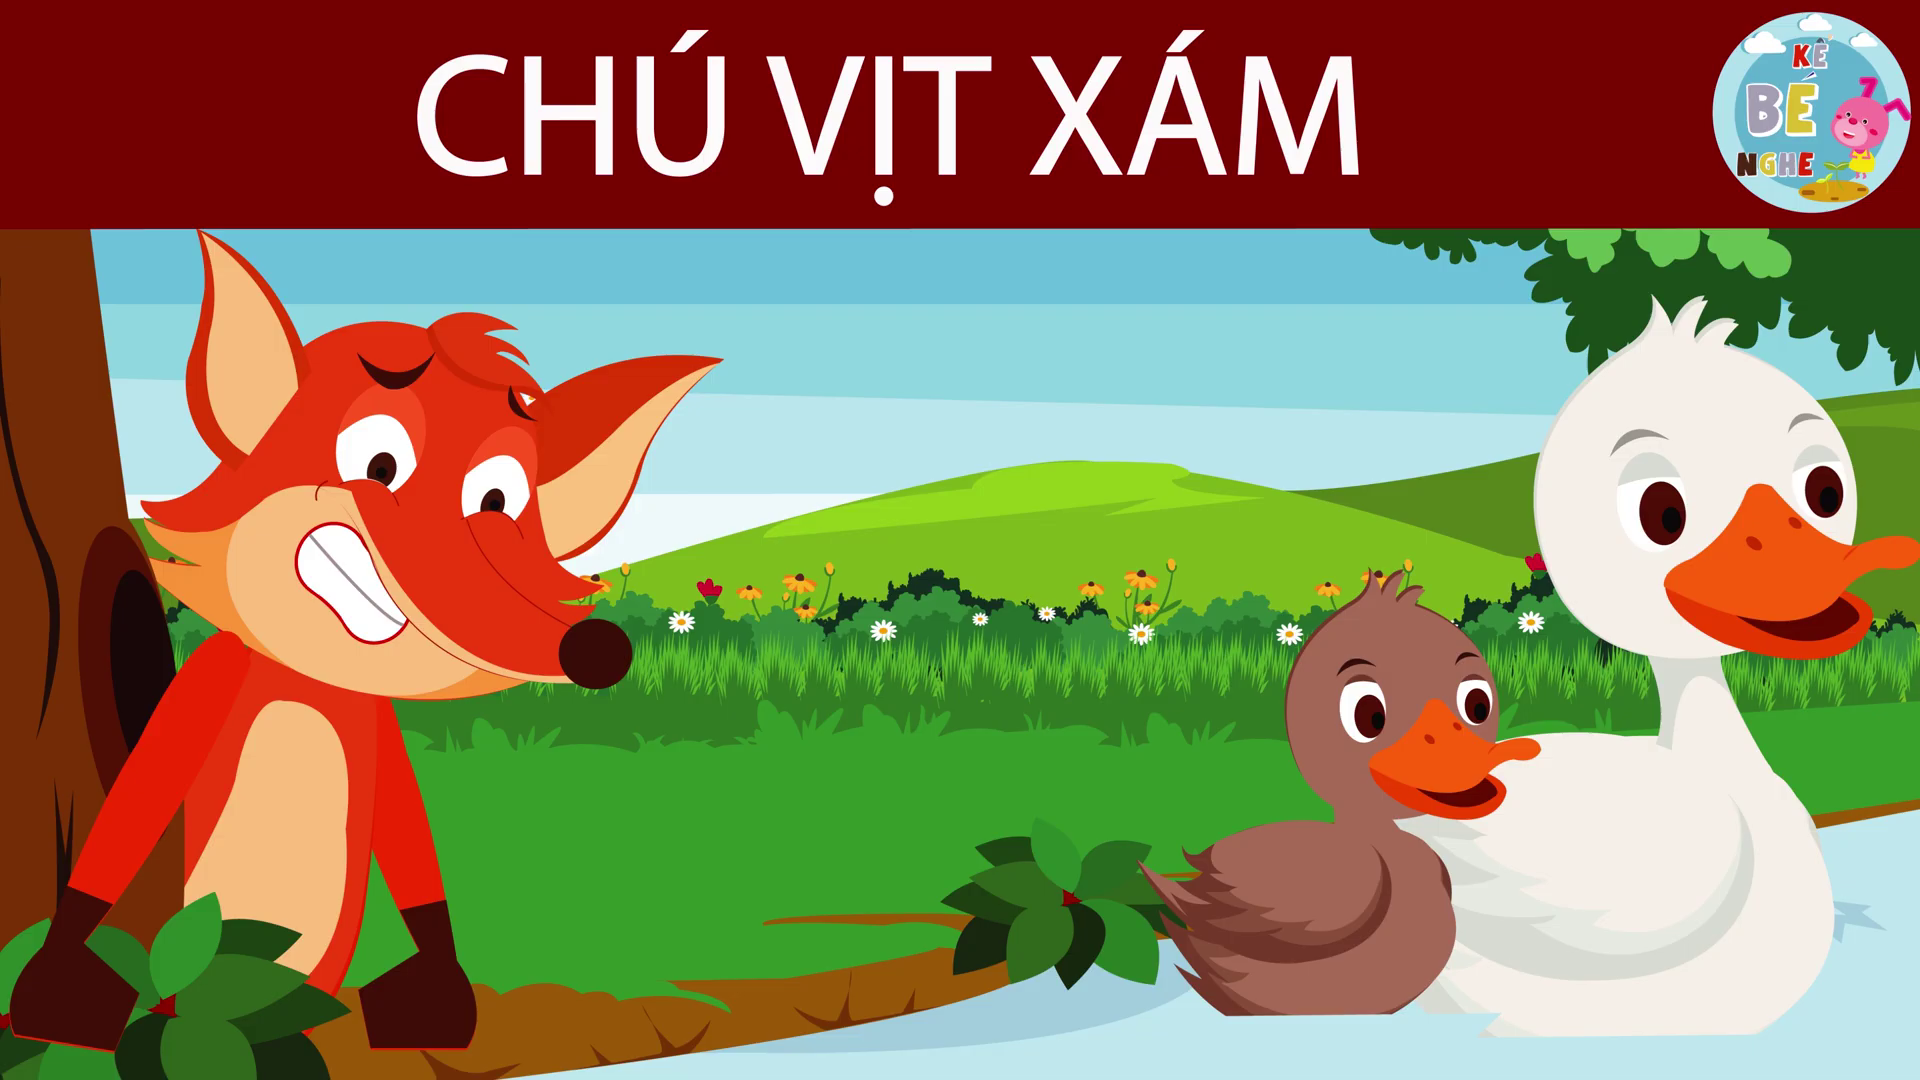 CHÚ VỊT XÁM
KỂ
BÉ
NGHE